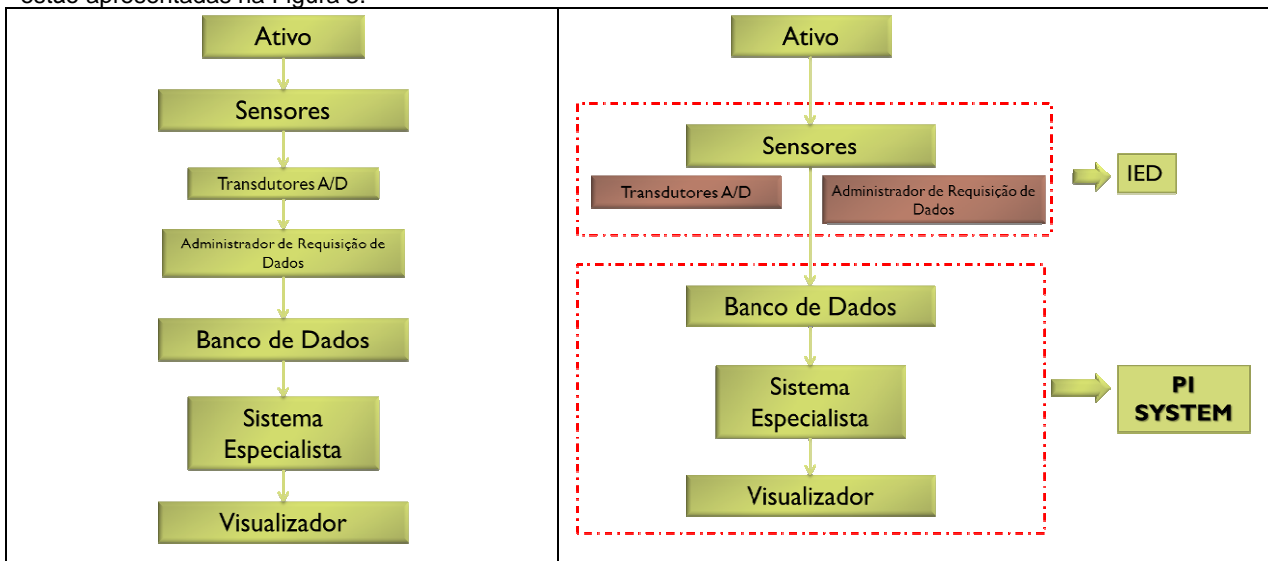 estão apresentadas na Figura 3.
Ativo
Sensores
Transdutores A/D
Administrador de Requisição de
Dados
Banco de Dados
Sistema
Especialista
Visualizador
Ativo
Sensores
Transdutores A/D
Administrador de Requisição de
Dados
IED
Banco de Dados
Sistema
Especialista
Visualizador
PI
SYSTEM